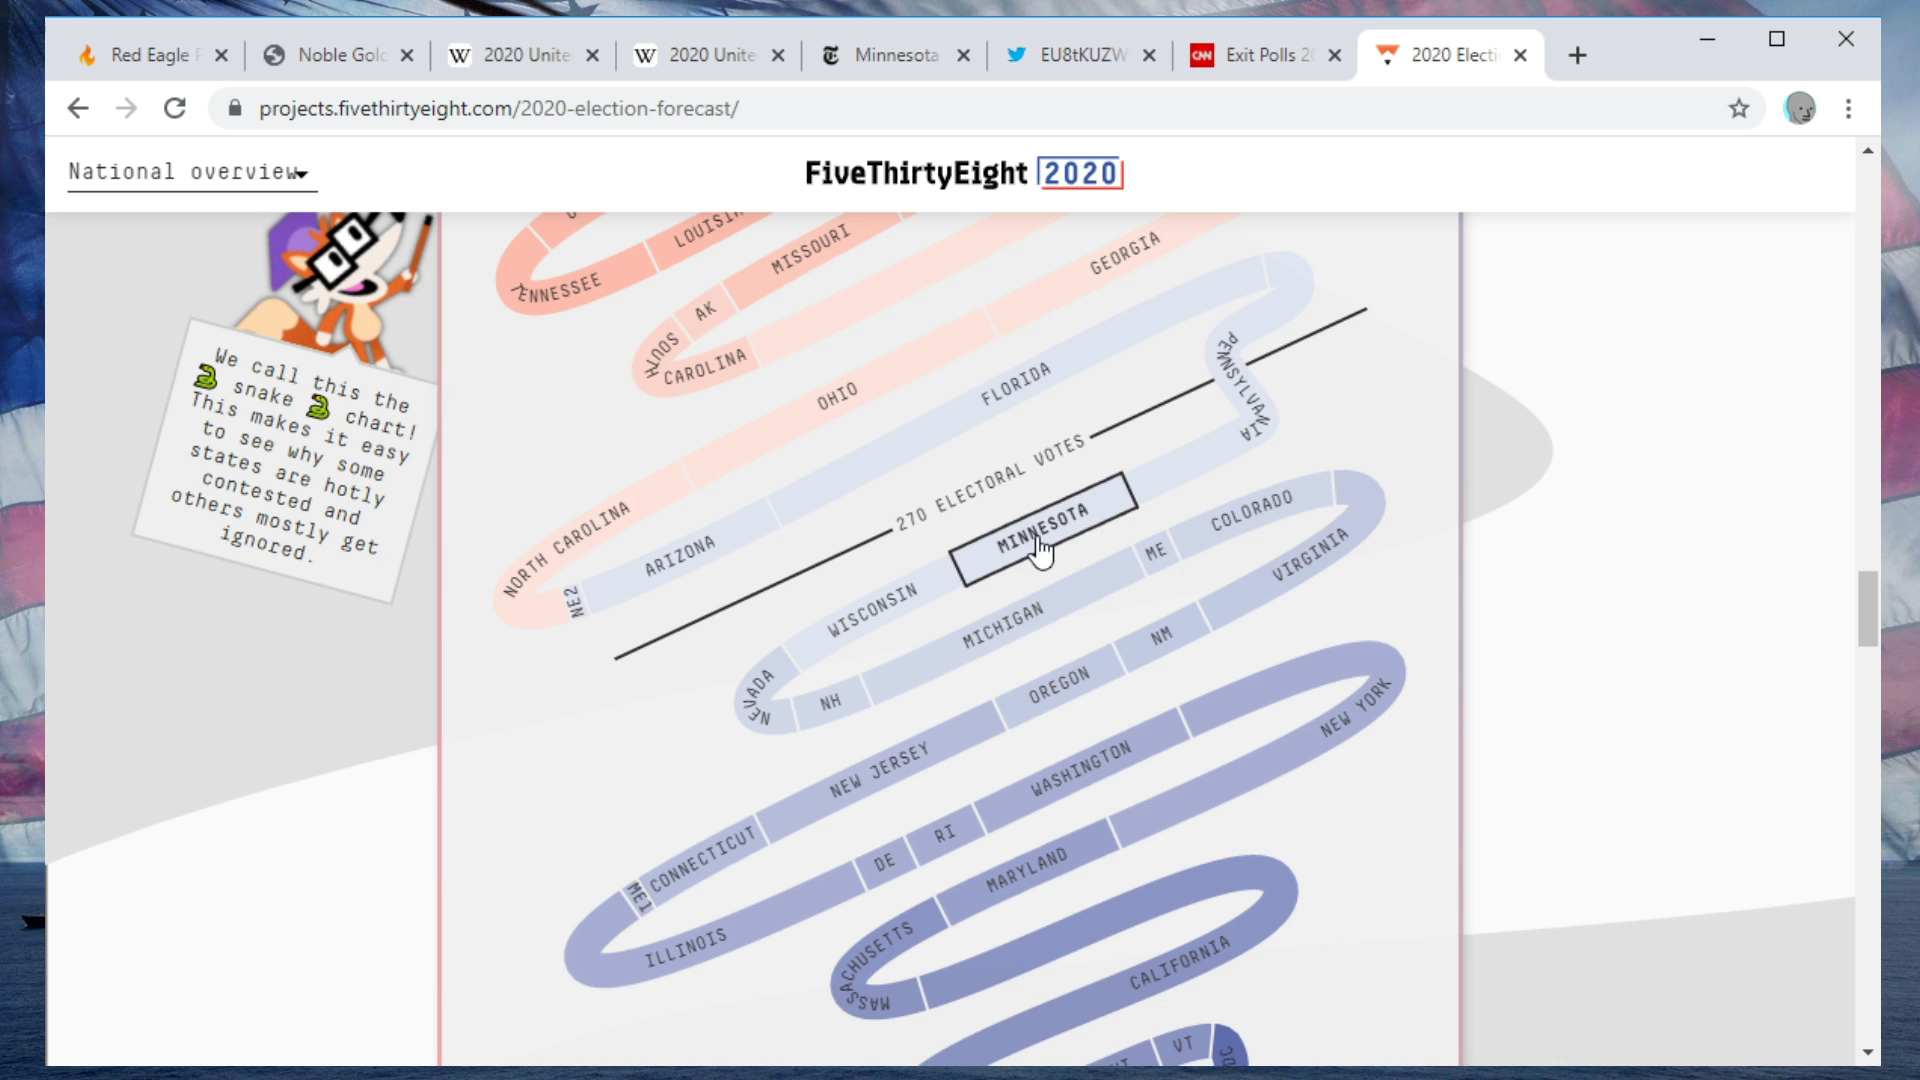 Red Eagle
Noble Gol
2020 Unite
2020 Unite
Minnesota
EU8tKUZW
CNN
Exit Polls 2
2020 Electi
projects.fivethirtyeight.com/2020-election-forecast/
National overview
FiveThirtyEight 2020
We call this the
snake chart!
This makes it easy
to see why some
states are hotly
contested and
others mostly get
ignored.
TENNESSEE
LOUISI
MISSOURI
AK
SOUTH
CAROLINA
GEORGIA
OHIO
NORTH CAROLINA
NE2
ARIZONA
FLORIDA
PENNSYLVANIA
270 ELECTORAL VOTES
MINNESOTA
WISCONSIN
NEVADA
NH
MICHIGAN
ME
COLORADO
VIRGINIA
NM
OREGON
NEW JERSEY
CONNECTICUT
ME1
ILLINOIS
DE
RI
WASHINGTON
NEW YORK
MARYLAND
MASSACHUSETTS
CALIFORNIA
VT